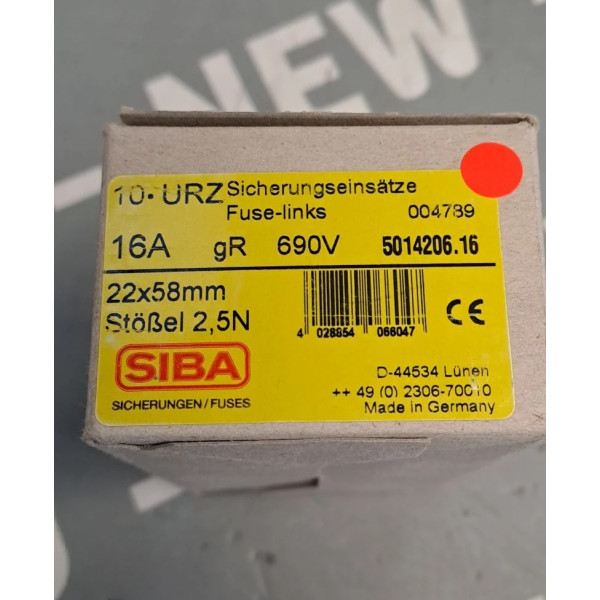 NEW
10• URZ Sicherungseinsätze
Fuse-links 004789
16A gR 690V 5014206.16
22x58mm
Stößel 2,5N
4 028854 066047
CE
SIBA
SICHERUNGEN/FUSES
D-44534 Lünen
++ 49 (0) 2306-70010
Made in Germany